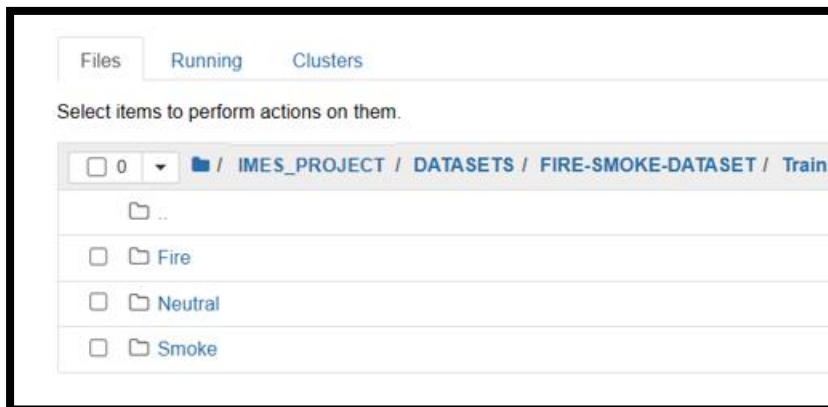 Files Running Clusters
Select items to perform actions on them.
0 / IMES_PROJECT / DATASETS / FIRE-SMOKE-DATASET / Train
..
Fire
Neutral
Smoke